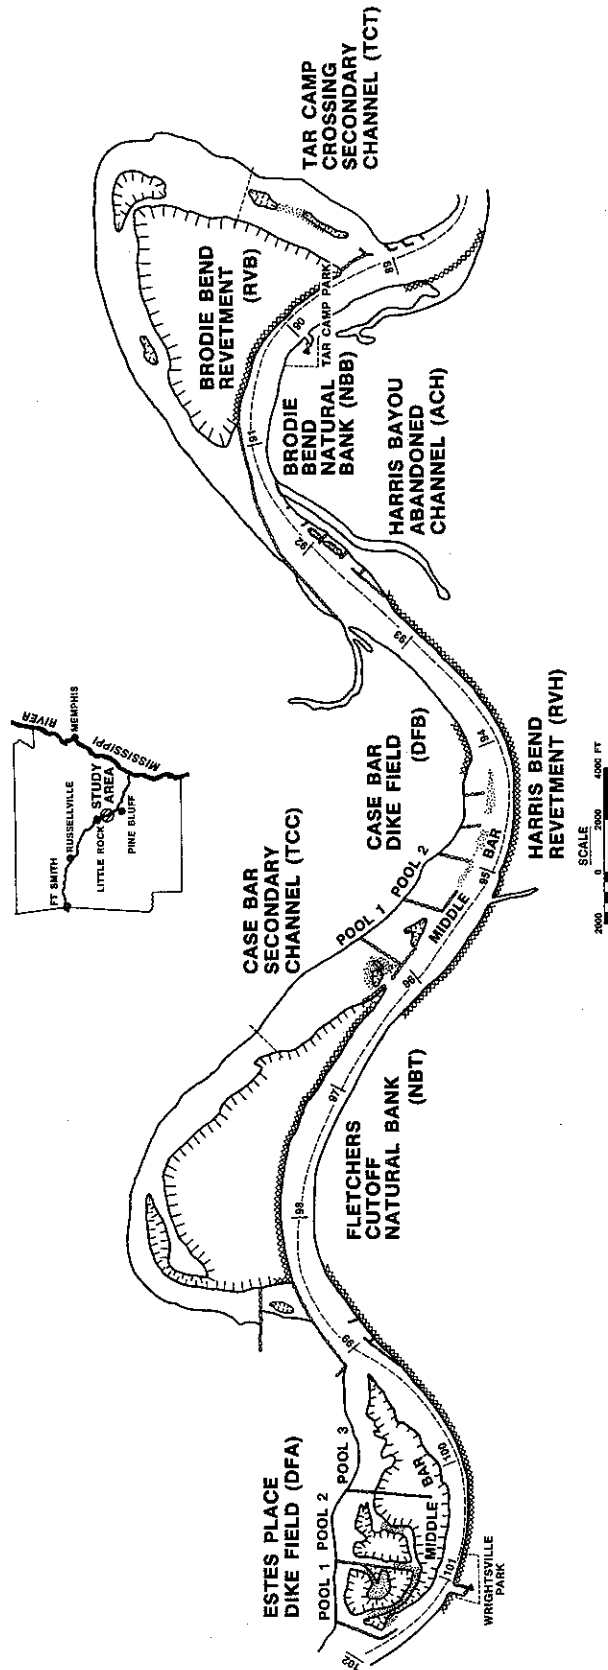 RIVER
MEMPHIS
MISSISSIPPI
FT SMITH
RUSSELLVILLE
LITTLE ROCK
STUDY
AREA
PINE BLUFF
ESTES PLACE
DIKE FIELD (DFA)
POOL 1
POOL 2
POOL 3
MIDDLE
BAR
WRIGHTSVILLE
PARK
102
101
100
99
98
97
96
95
94
93
92
91
90
89
FLETCHERS
CUTOFF
NATURAL BANK
(NBT)
CASE BAR
SECONDARY
CHANNEL (TCC)
CASE BAR
DIKE FIELD
(DFB)
POOL 1
POOL 2
MIDDLE
BAR
HARRIS BEND
REVETMENT (RVH)
SCALE
2000 0 2000 4000 FT
HARRIS BAYOU
ABANDONED
CHANNEL (ACH)
BRODIE
BEND
NATURAL
BANK (NBB)
BRODIE BEND
REVETMENT
(RVB)
TAR CAMP PARK
TAR CAMP
CROSSING
SECONDARY
CHANNEL (TCT)